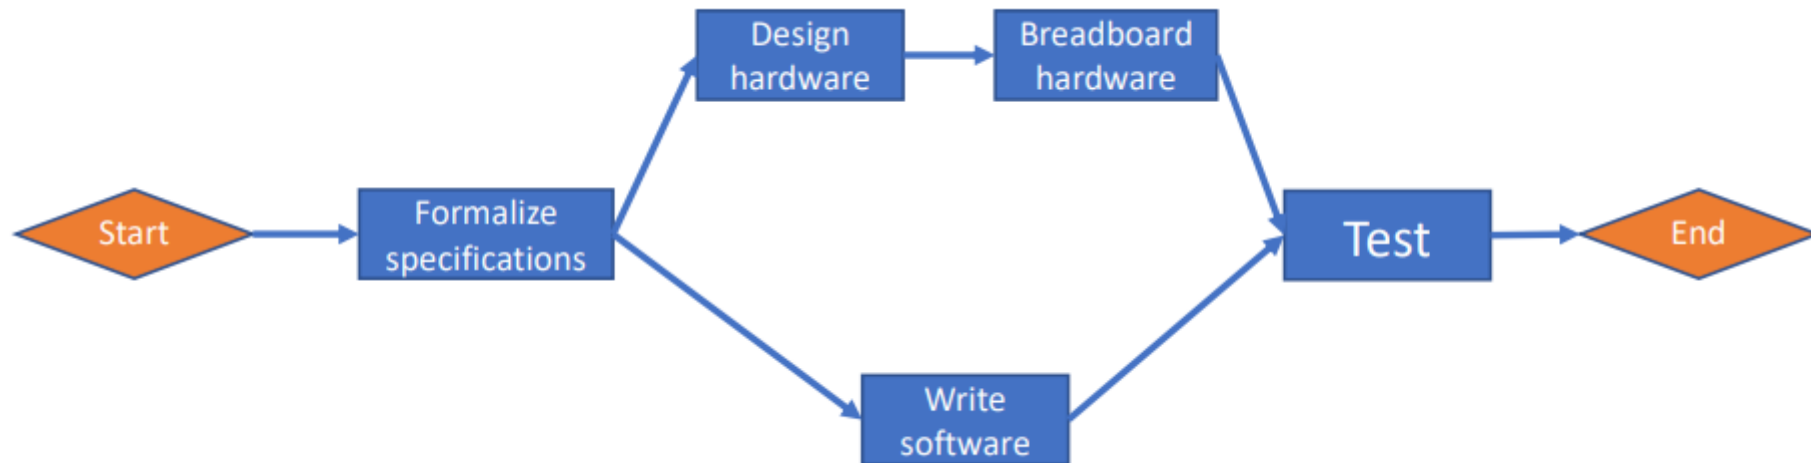 Start
Formalize
specifications
Design
hardware
Breadboard
hardware
Write
software
Test
End